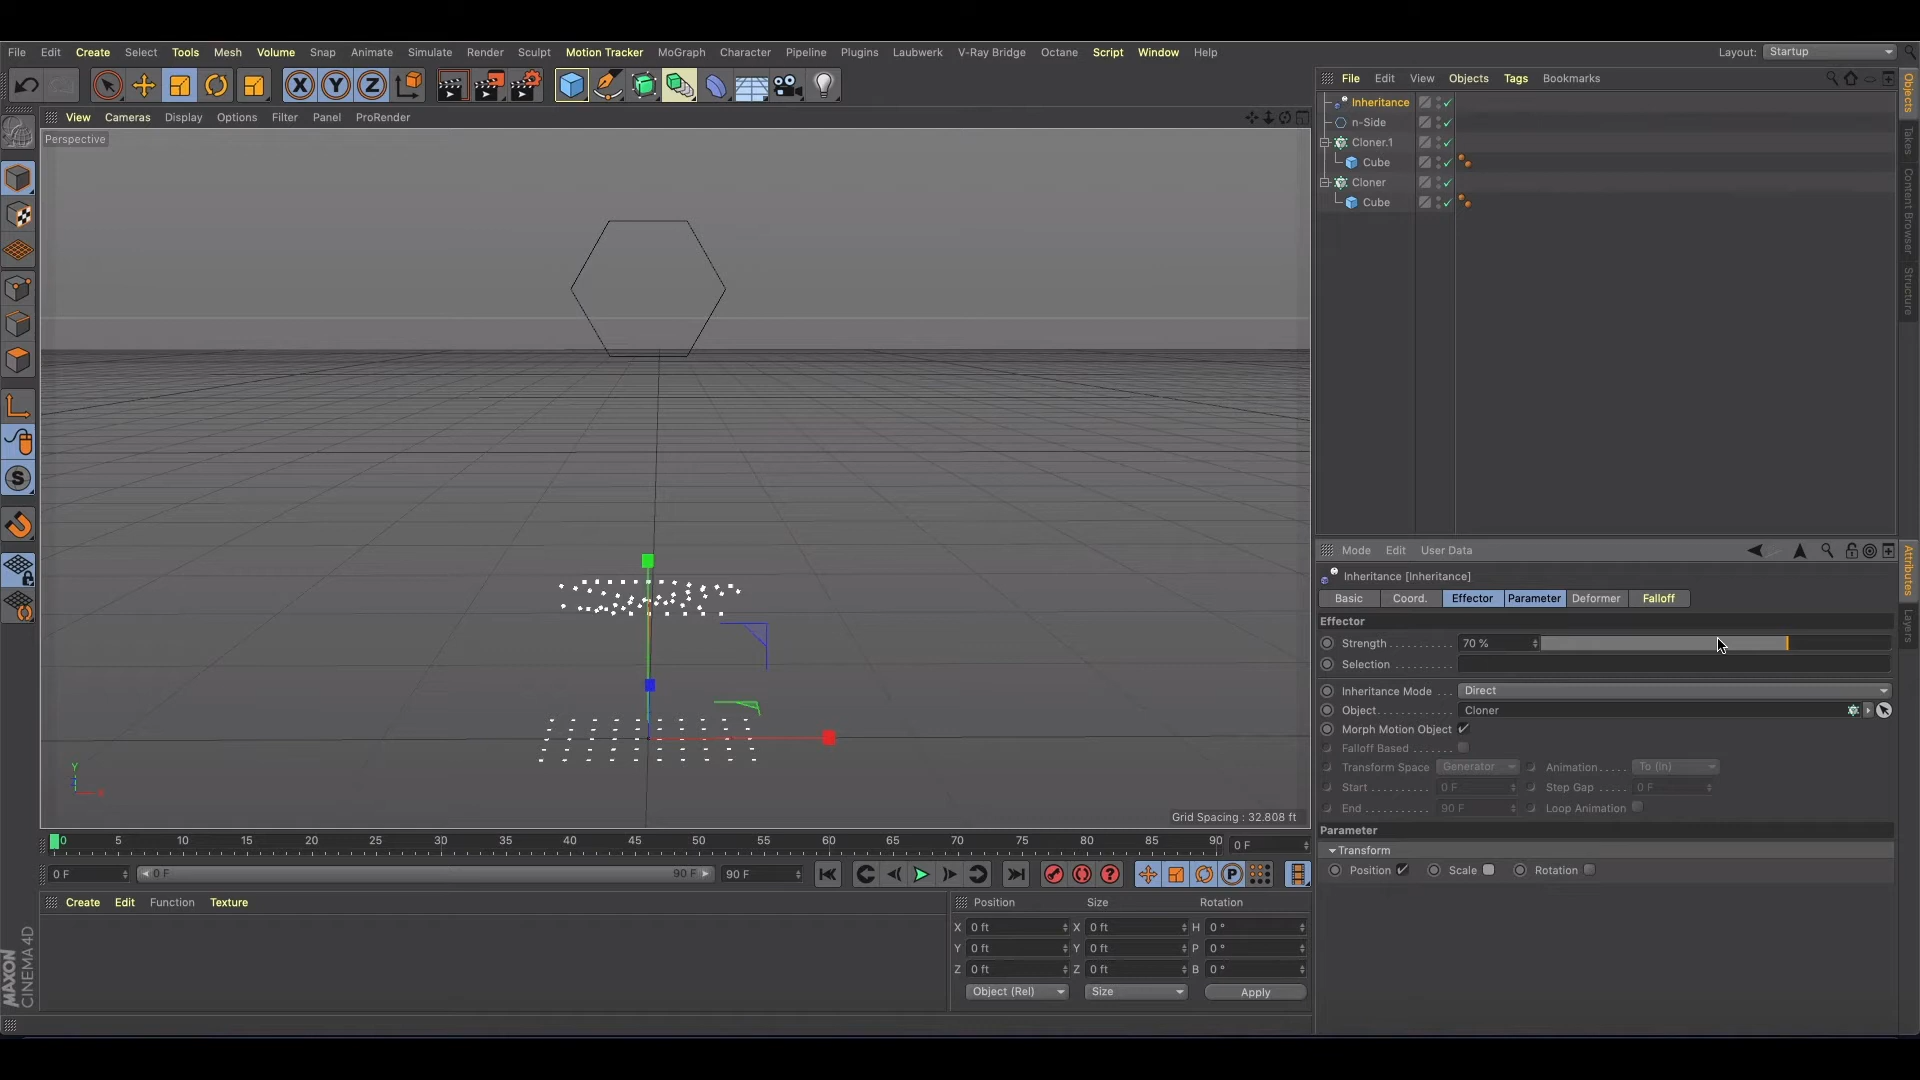 File Edit Create Select Tools Mesh Volume Snap Animate Simulate Render Sculpt Motion Tracker MoGraph Character Pipeline Plugins Laubwerk V-Ray Bridge Octane Script Window Help Layout: Startup
File Edit View Objects Tags Bookmarks
Inheritance
n-Side
Cloner.1
Cube
Cloner
Cube
Objects
Takes
Content Browser
Structure
View Cameras Display Options Filter Panel ProRender
Perspective
X Y Z
S
Y
Grid Spacing : 32.808 ft
Mode Edit User Data
Inheritance [Inheritance]
Basic Coord. Effector Parameter Deformer Falloff
Effector
Strength . . . . . . . . . . 70 %
Selection . . . . . . . . . .
Inheritance Mode . . . Direct
Object. . . . . . . . . . . . Cloner
Morph Motion Object
Falloff Based . . . . . . .
Transform Space Generator Animation. . . . . To (In)
Start . . . . . . . . . . 0 F Step Gap . . . . . 0 F
End . . . . . . . . . . . 90 F Loop Animation
Parameter
Transform
Position Scale Rotation
Attributes
Layers
0 5 10 15 20 25 30 35 40 45 50 55 60 65 70 75 80 85 90 0 F
0 F 0 F 90 F 90 F
P
Create Edit Function Texture
Position Size Rotation
X 0 ft X 0 ft H 0 °
Y 0 ft Y 0 ft P 0 °
Z 0 ft Z 0 ft B 0 °
Object (Rel) Size Apply
MAXON
CINEMA 4D